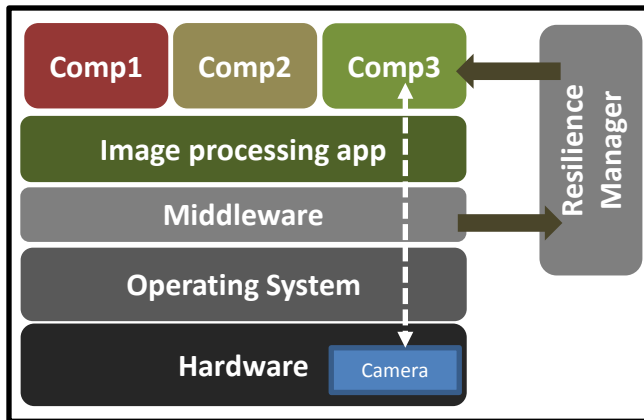 Comp1
Comp2
Comp3
Image processing app
Middleware
Operating System
Hardware
Camera
Resilience
Manager